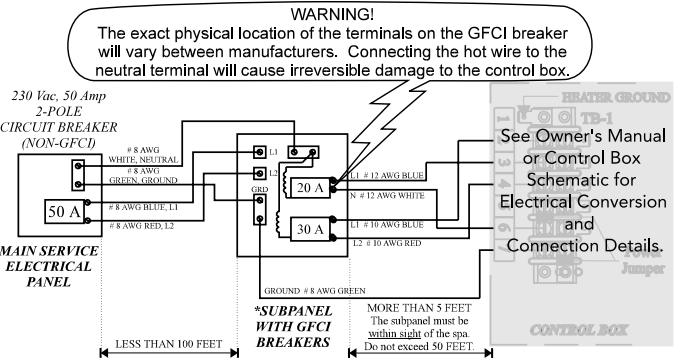 WARNING!
The exact physical location of the terminals on the GFCI breaker
will vary between manufacturers. Connecting the hot wire to the
neutral terminal will cause irreversible damage to the control box.
230 Vac, 50 Amp
2-POLE
CIRCUIT BREAKER
(NON-GFCI)
# 8 AWG
WHITE, NEUTRAL
# 8 AWG
GREEN, GROUND
50 A
# 8 AWG BLUE, L1
# 8 AWG RED, L2
MAIN SERVICE
ELECTRICAL
PANEL
L1
L2
GRD
20 A
30 A
L1 # 12 AWG BLUE
N # 12 AWG WHITE
L1 # 10 AWG BLUE
L2 # 10 AWG RED
GROUND # 8 AWG GREEN
*SUBPANEL
WITH GFCI
BREAKERS
LESS THAN 100 FEET
MORE THAN 5 FEET
The subpanel must be
within sight of the spa.
Do not exceed 50 FEET.
HEATER GROUND
TB-1
1
2
3
4
6
7
See Owner's Manual
or Control Box
Schematic for
Electrical Conversion
and
Connection Details.
Power
Jumper
CONTROL BOX